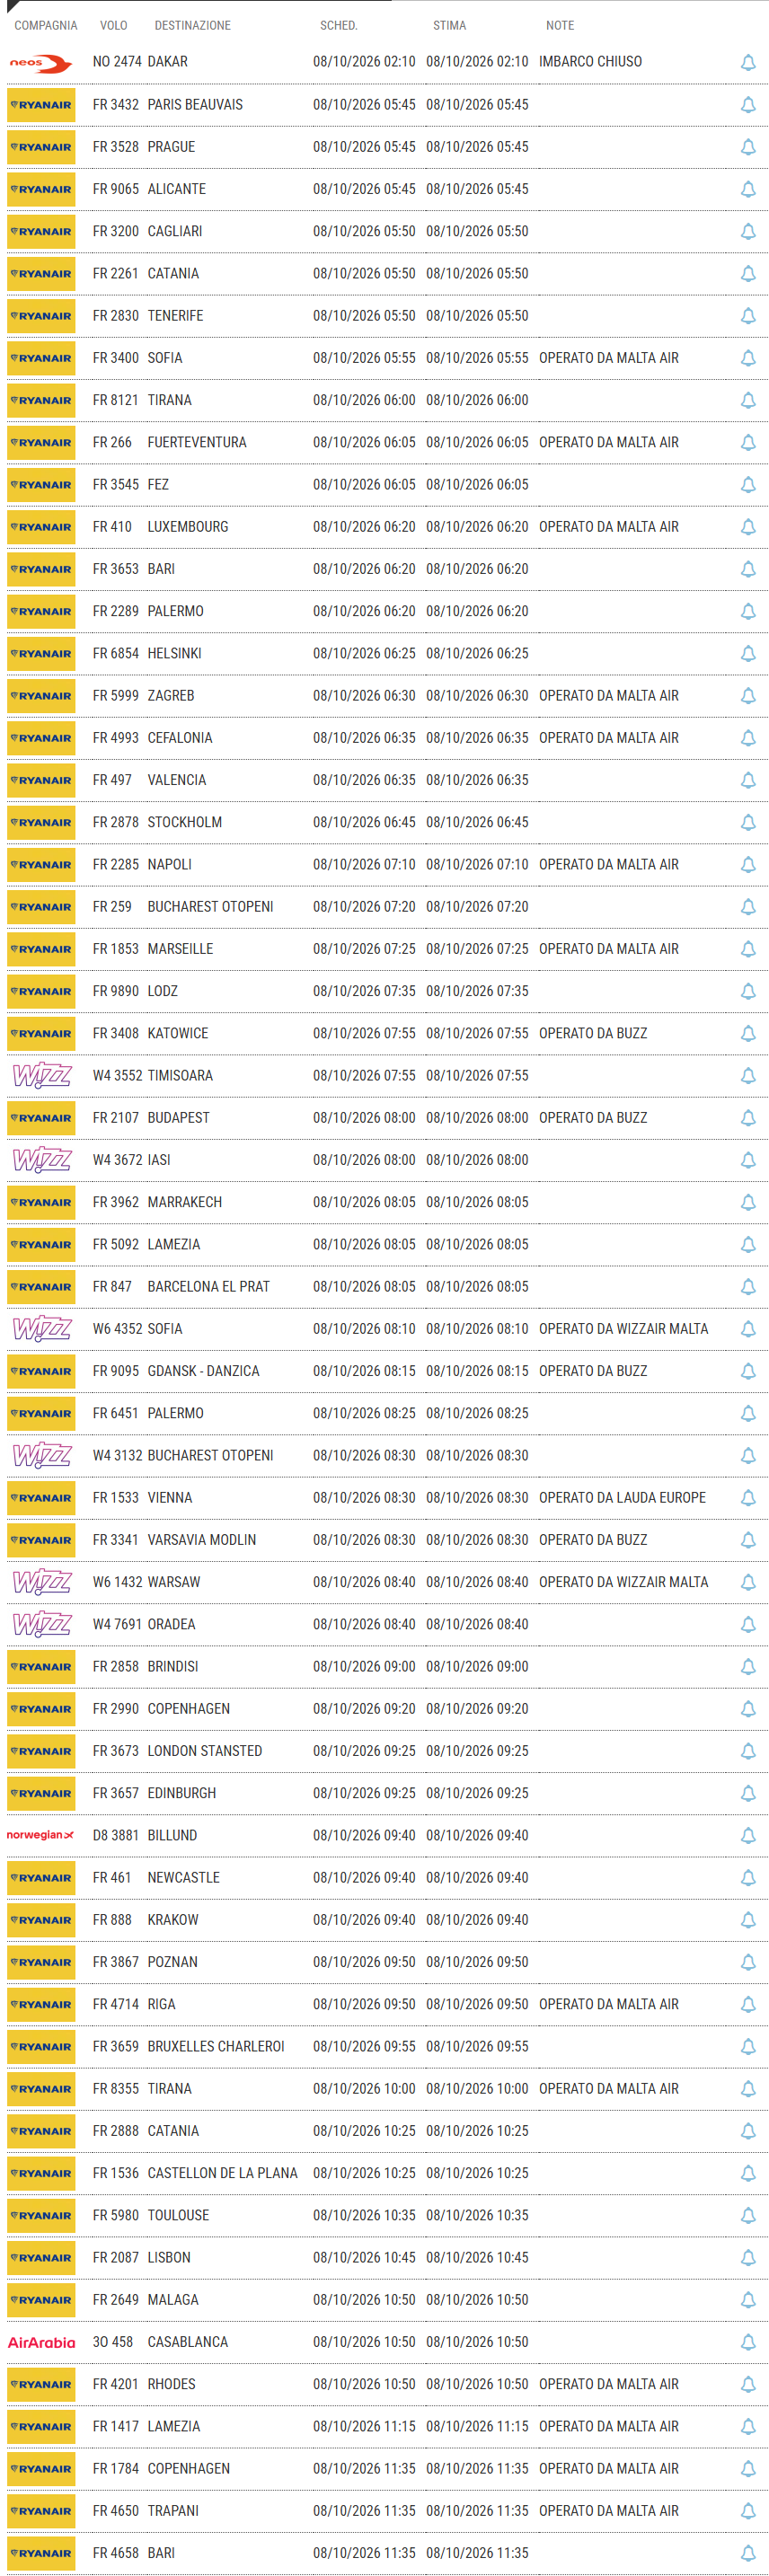 COMPAGNIA VOLO DESTINAZIONE SCHED. STIMA NOTE
neos NO 2474 DAKAR 08/10/2026 02:10 08/10/2026 02:10 IMBARCO CHIUSO
RYANAIR FR 3432 PARIS BEAUVAIS 08/10/2026 05:45 08/10/2026 05:45
RYANAIR FR 3528 PRAGUE 08/10/2026 05:45 08/10/2026 05:45
RYANAIR FR 9065 ALICANTE 08/10/2026 05:45 08/10/2026 05:45
RYANAIR FR 3200 CAGLIARI 08/10/2026 05:50 08/10/2026 05:50
RYANAIR FR 2261 CATANIA 08/10/2026 05:50 08/10/2026 05:50
RYANAIR FR 2830 TENERIFE 08/10/2026 05:50 08/10/2026 05:50
RYANAIR FR 3400 SOFIA 08/10/2026 05:55 08/10/2026 05:55 OPERATO DA MALTA AIR
RYANAIR FR 8121 TIRANA 08/10/2026 06:00 08/10/2026 06:00
RYANAIR FR 266 FUERTEVENTURA 08/10/2026 06:05 08/10/2026 06:05 OPERATO DA MALTA AIR
RYANAIR FR 3545 FEZ 08/10/2026 06:05 08/10/2026 06:05
RYANAIR FR 410 LUXEMBOURG 08/10/2026 06:20 08/10/2026 06:20 OPERATO DA MALTA AIR
RYANAIR FR 3653 BARI 08/10/2026 06:20 08/10/2026 06:20
RYANAIR FR 2289 PALERMO 08/10/2026 06:20 08/10/2026 06:20
RYANAIR FR 6854 HELSINKI 08/10/2026 06:25 08/10/2026 06:25
RYANAIR FR 5999 ZAGREB 08/10/2026 06:30 08/10/2026 06:30 OPERATO DA MALTA AIR
RYANAIR FR 4993 CEFALONIA 08/10/2026 06:35 08/10/2026 06:35 OPERATO DA MALTA AIR
RYANAIR FR 497 VALENCIA 08/10/2026 06:35 08/10/2026 06:35
RYANAIR FR 2878 STOCKHOLM 08/10/2026 06:45 08/10/2026 06:45
RYANAIR FR 2285 NAPOLI 08/10/2026 07:10 08/10/2026 07:10 OPERATO DA MALTA AIR
RYANAIR FR 259 BUCHAREST OTOPENI 08/10/2026 07:20 08/10/2026 07:20
RYANAIR FR 1853 MARSEILLE 08/10/2026 07:25 08/10/2026 07:25 OPERATO DA MALTA AIR
RYANAIR FR 9890 LODZ 08/10/2026 07:35 08/10/2026 07:35
RYANAIR FR 3408 KATOWICE 08/10/2026 07:55 08/10/2026 07:55 OPERATO DA BUZZ
WIZZ W4 3552 TIMISOARA 08/10/2026 07:55 08/10/2026 07:55
RYANAIR FR 2107 BUDAPEST 08/10/2026 08:00 08/10/2026 08:00 OPERATO DA BUZZ
WIZZ W4 3672 IASI 08/10/2026 08:00 08/10/2026 08:00
RYANAIR FR 3962 MARRAKECH 08/10/2026 08:05 08/10/2026 08:05
RYANAIR FR 5092 LAMEZIA 08/10/2026 08:05 08/10/2026 08:05
RYANAIR FR 847 BARCELONA EL PRAT 08/10/2026 08:05 08/10/2026 08:05
WIZZ W6 4352 SOFIA 08/10/2026 08:10 08/10/2026 08:10 OPERATO DA WIZZAIR MALTA
RYANAIR FR 9095 GDANSK - DANZICA 08/10/2026 08:15 08/10/2026 08:15 OPERATO DA BUZZ
RYANAIR FR 6451 PALERMO 08/10/2026 08:25 08/10/2026 08:25
WIZZ W4 3132 BUCHAREST OTOPENI 08/10/2026 08:30 08/10/2026 08:30
RYANAIR FR 1533 VIENNA 08/10/2026 08:30 08/10/2026 08:30 OPERATO DA LAUDA EUROPE
RYANAIR FR 3341 VARSAVIA MODLIN 08/10/2026 08:30 08/10/2026 08:30 OPERATO DA BUZZ
WIZZ W6 1432 WARSAW 08/10/2026 08:40 08/10/2026 08:40 OPERATO DA WIZZAIR MALTA
WIZZ W4 7691 ORADEA 08/10/2026 08:40 08/10/2026 08:40
RYANAIR FR 2858 BRINDISI 08/10/2026 09:00 08/10/2026 09:00
RYANAIR FR 2990 COPENHAGEN 08/10/2026 09:20 08/10/2026 09:20
RYANAIR FR 3673 LONDON STANSTED 08/10/2026 09:25 08/10/2026 09:25
RYANAIR FR 3657 EDINBURGH 08/10/2026 09:25 08/10/2026 09:25
norwegian D8 3881 BILLUND 08/10/2026 09:40 08/10/2026 09:40
RYANAIR FR 461 NEWCASTLE 08/10/2026 09:40 08/10/2026 09:40
RYANAIR FR 888 KRAKOW 08/10/2026 09:40 08/10/2026 09:40
RYANAIR FR 3867 POZNAN 08/10/2026 09:50 08/10/2026 09:50
RYANAIR FR 4714 RIGA 08/10/2026 09:50 08/10/2026 09:50 OPERATO DA MALTA AIR
RYANAIR FR 3659 BRUXELLES CHARLEROI 08/10/2026 09:55 08/10/2026 09:55
RYANAIR FR 8355 TIRANA 08/10/2026 10:00 08/10/2026 10:00 OPERATO DA MALTA AIR
RYANAIR FR 2888 CATANIA 08/10/2026 10:25 08/10/2026 10:25
RYANAIR FR 1536 CASTELLON DE LA PLANA 08/10/2026 10:25 08/10/2026 10:25
RYANAIR FR 5980 TOULOUSE 08/10/2026 10:35 08/10/2026 10:35
RYANAIR FR 2087 LISBON 08/10/2026 10:45 08/10/2026 10:45
RYANAIR FR 2649 MALAGA 08/10/2026 10:50 08/10/2026 10:50
AirArabia 3O 458 CASABLANCA 08/10/2026 10:50 08/10/2026 10:50
RYANAIR FR 4201 RHODES 08/10/2026 10:50 08/10/2026 10:50 OPERATO DA MALTA AIR
RYANAIR FR 1417 LAMEZIA 08/10/2026 11:15 08/10/2026 11:15 OPERATO DA MALTA AIR
RYANAIR FR 1784 COPENHAGEN 08/10/2026 11:35 08/10/2026 11:35 OPERATO DA MALTA AIR
RYANAIR FR 4650 TRAPANI 08/10/2026 11:35 08/10/2026 11:35 OPERATO DA MALTA AIR
RYANAIR FR 4658 BARI 08/10/2026 11:35 08/10/2026 11:35